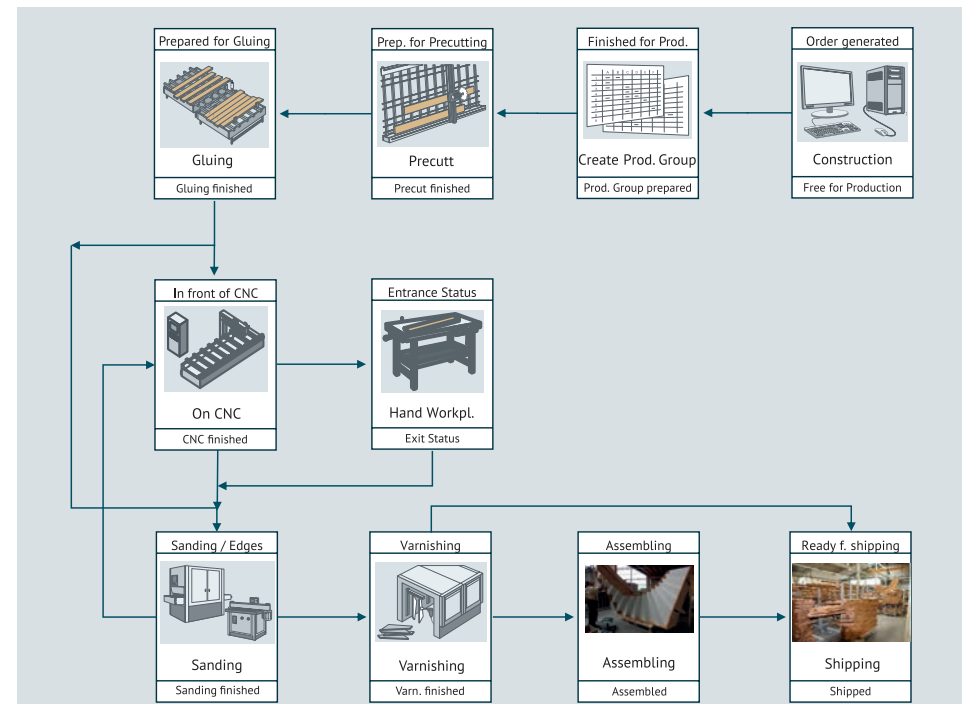 Prepared for Gluing
Gluing
Gluing finished
Prep. for Precutting
Precutt
Precut finished
Finished for Prod.
Create Prod. Group
Prod. Group prepared
Order generated
Construction
Free for Production
In front of CNC
On CNC
CNC finished
Entrance Status
Hand Workpl.
Exit Status
Sanding / Edges
Sanding
Sanding finished
Varnishing
Varnishing
Varn. finished
Assembling
Assembling
Assembled
Ready f. shipping
Shipping
Shipped